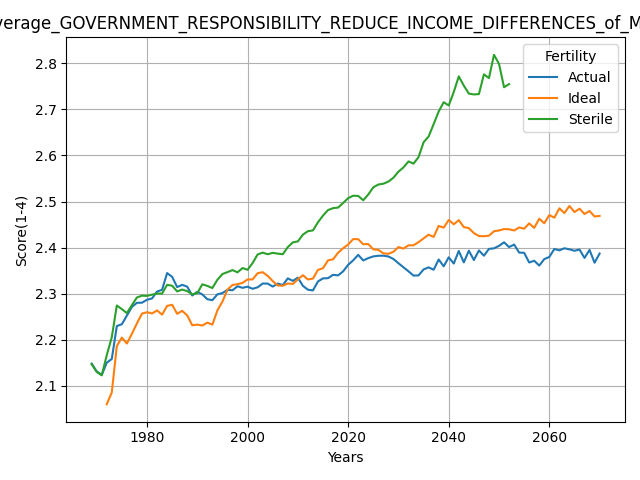 verage_GOVERNMENT_RESPONSIBILITY_REDUCE_INCOME_DIFFERENCES_of_M
Fertility
Actual
Ideal
Sterile
Score(1-4)
2.8
2.7
2.6
2.5
2.4
2.3
2.2
2.1
1980 2000 2020 2040 2060
Years